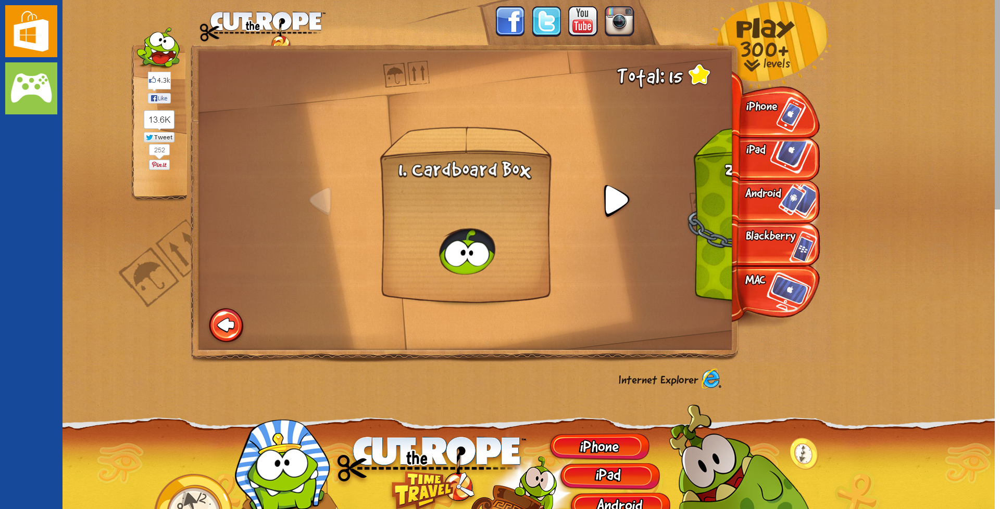 CUT the ROPE™
You
Tube
Play
300+
levels
4.3k
Like
13.6K
Tweet
252
Pin it
Total: 15
1. Cardboard Box
2
iPhone
iPad
Android
Blackberry
MAC
Internet Explorer
CUT the ROPE™
TIME
TRAVEL
iPhone
iPad
Android
12